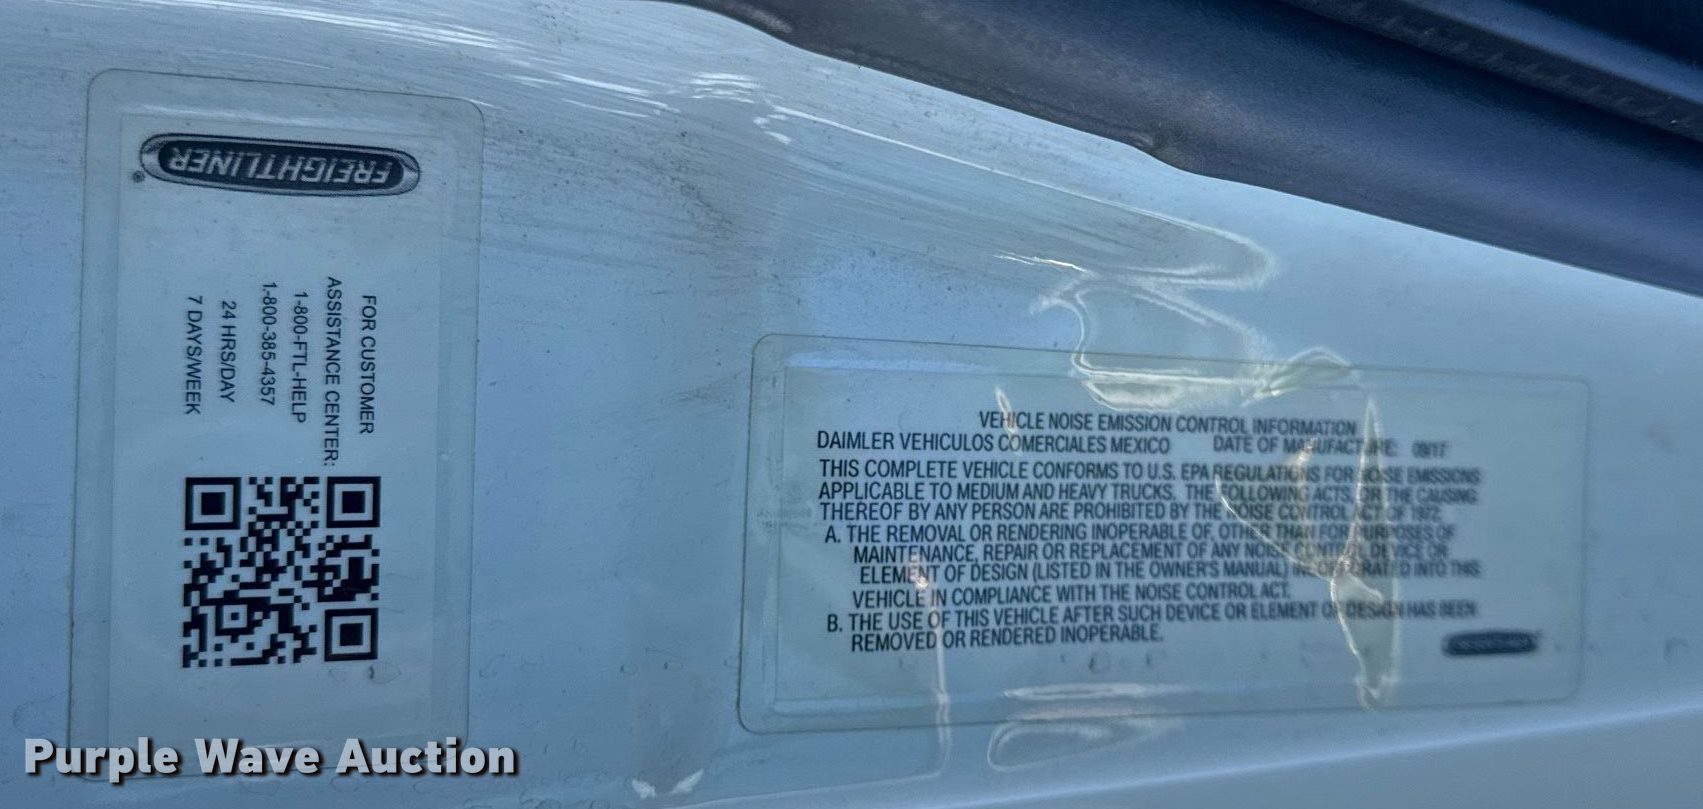 FREIGHTLINER®
FOR CUSTOMER
ASSISTANCE CENTER:
1-800-FTL-HELP
1-800-385-4357
24 HRS/DAY
7 DAYS/WEEK
VEHICLE NOISE EMISSION CONTROL INFORMATION
DAIMLER VEHICULOS COMERCIALES MEXICO DATE OF MANUFACTURE: 09/17
THIS COMPLETE VEHICLE CONFORMS TO U.S. EPA REGULATIONS FOR NOISE EMISSIONS
APPLICABLE TO MEDIUM AND HEAVY TRUCKS. THE FOLLOWING ACTS OR THE CAUSING
THEREOF BY ANY PERSON ARE PROHIBITED BY THE NOISE CONTROL ACT OF 1972.
A. THE REMOVAL OR RENDERING INOPERABLE OF, OTHER THAN FOR PURPOSES OF
MAINTENANCE, REPAIR OR REPLACEMENT OF ANY NOISE CONTROL DEVICE OR
ELEMENT OF DESIGN (LISTED IN THE OWNER'S MANUAL) INCORPORATED INTO THIS
VEHICLE IN COMPLIANCE WITH THE NOISE CONTROL ACT.
B. THE USE OF THIS VEHICLE AFTER SUCH DEVICE OR ELEMENT OF DESIGN HAS BEEN
REMOVED OR RENDERED INOPERABLE.
Purple Wave Auction